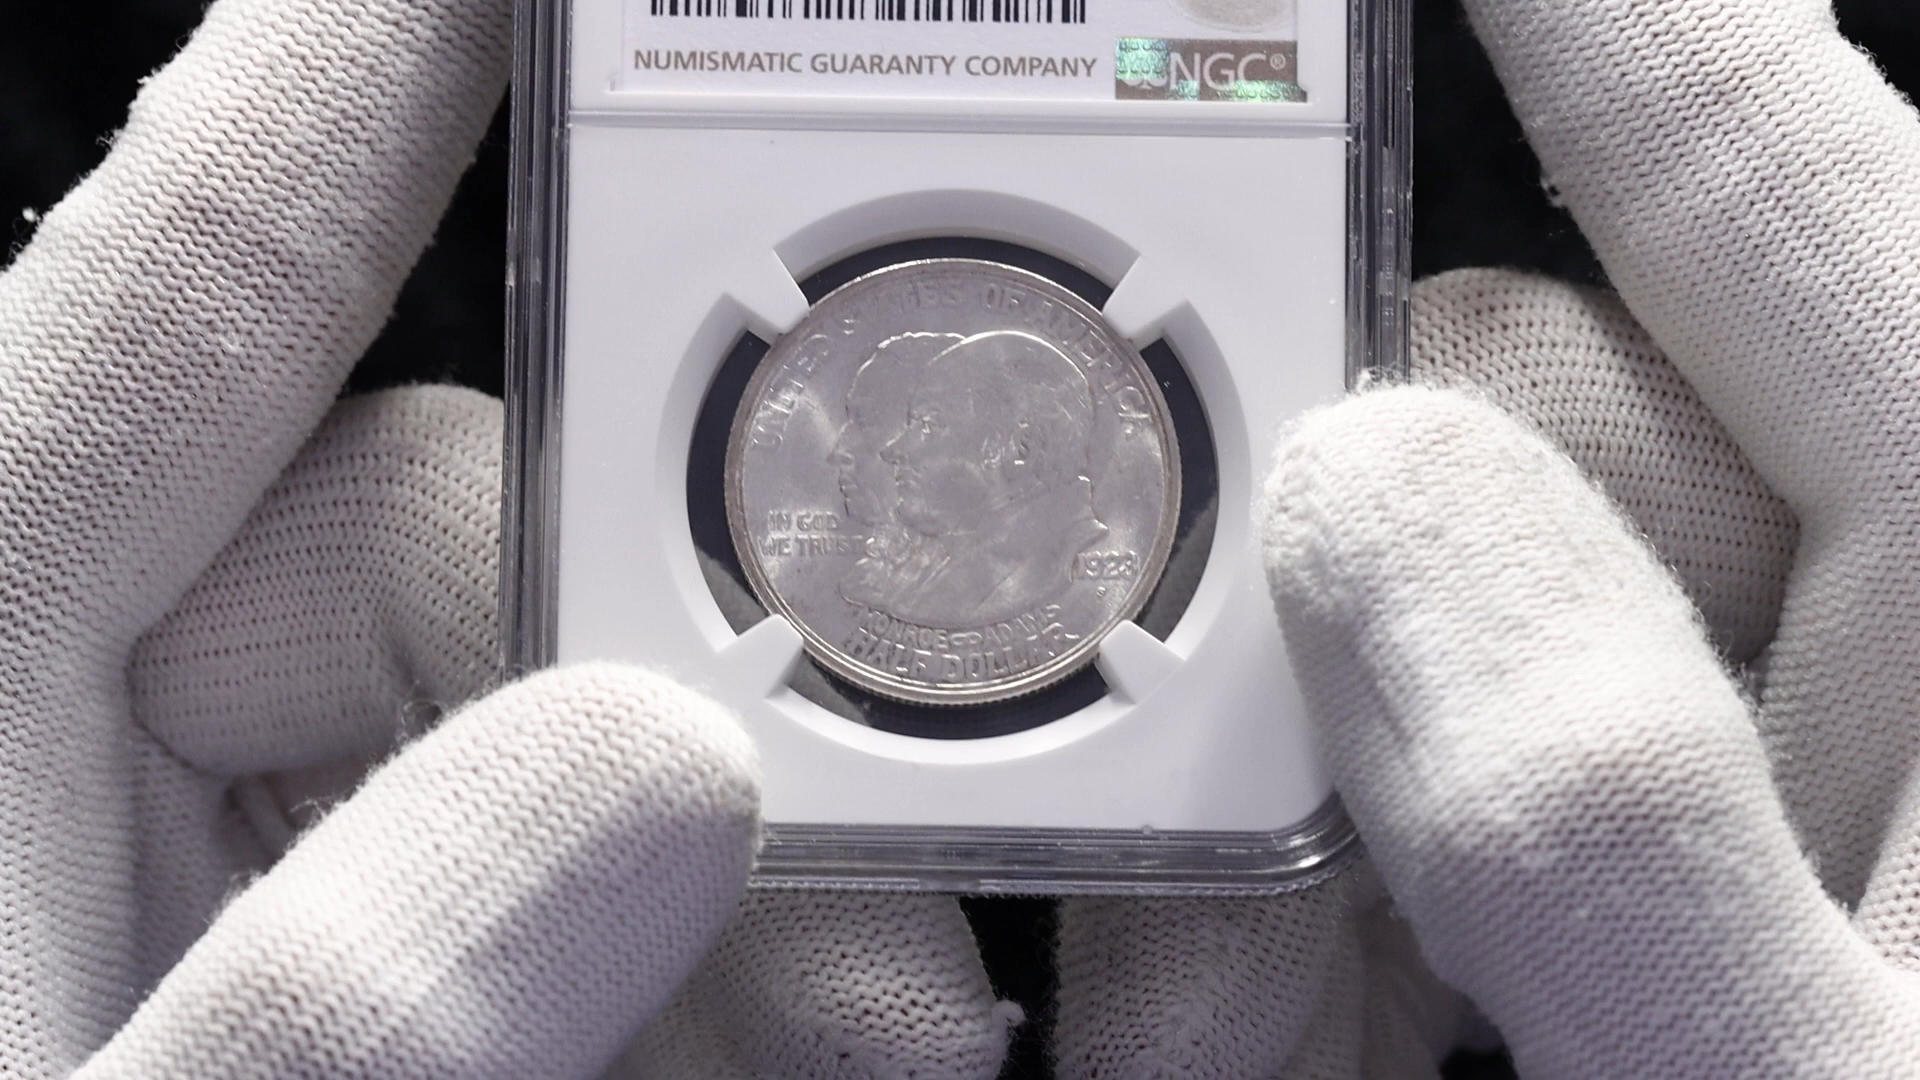 NUMISMATIC GUARANTY COMPANY
NGC®
UNITED STATES OF AMERICA
IN GOD
WE TRUST
1923
S
MONROE ADAMS
HALF DOLLAR